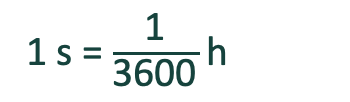 1 s = 1/3600 h